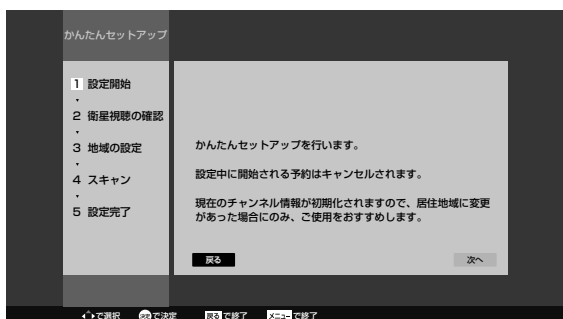 かんたんセットアップ
1 設定開始
2 衛星視聴の確認
3 地域の設定
4 スキャン
5 設定完了
かんたんセットアップを行います。
設定中に開始される予約はキャンセルされます。
現在のチャンネル情報が初期化されますので、居住地域に変更
があった場合にのみ、ご使用をおすすめします。
戻る 次へ
で選択 決定 で決定 戻る で終了 メニュー で終了